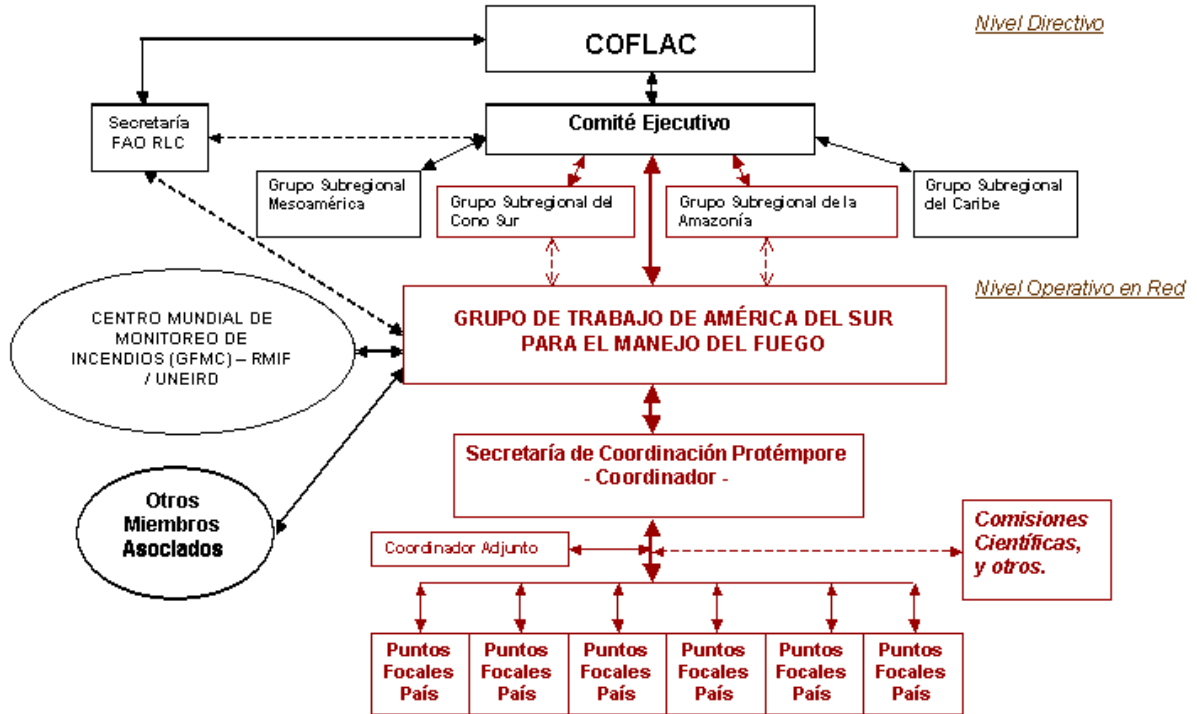 Nivel Directivo
COFLAC
Secretaría
FAO RLC
Comité Ejecutivo
Grupo Subregional
Mesoamérica
Grupo Subregional del
Cono Sur
Grupo Subregional de la
Amazonía
Grupo Subregional
del Caribe
Nivel Operativo en Red
CENTRO MUNDIAL DE
MONITOREO DE
INCENDIOS (GFMC) – RMIF
/ UNEIRD
GRUPO DE TRABAJO DE AMÉRICA DEL SUR
PARA EL MANEJO DEL FUEGO
Secretaría de Coordinación Protémpore
- Coordinador -
Otros
Miembros
Asociados
Coordinador Adjunto
Comisiones
Científicas,
y otros.
Puntos
Focales
País
Puntos
Focales
País
Puntos
Focales
País
Puntos
Focales
País
Puntos
Focales
País
Puntos
Focales
País